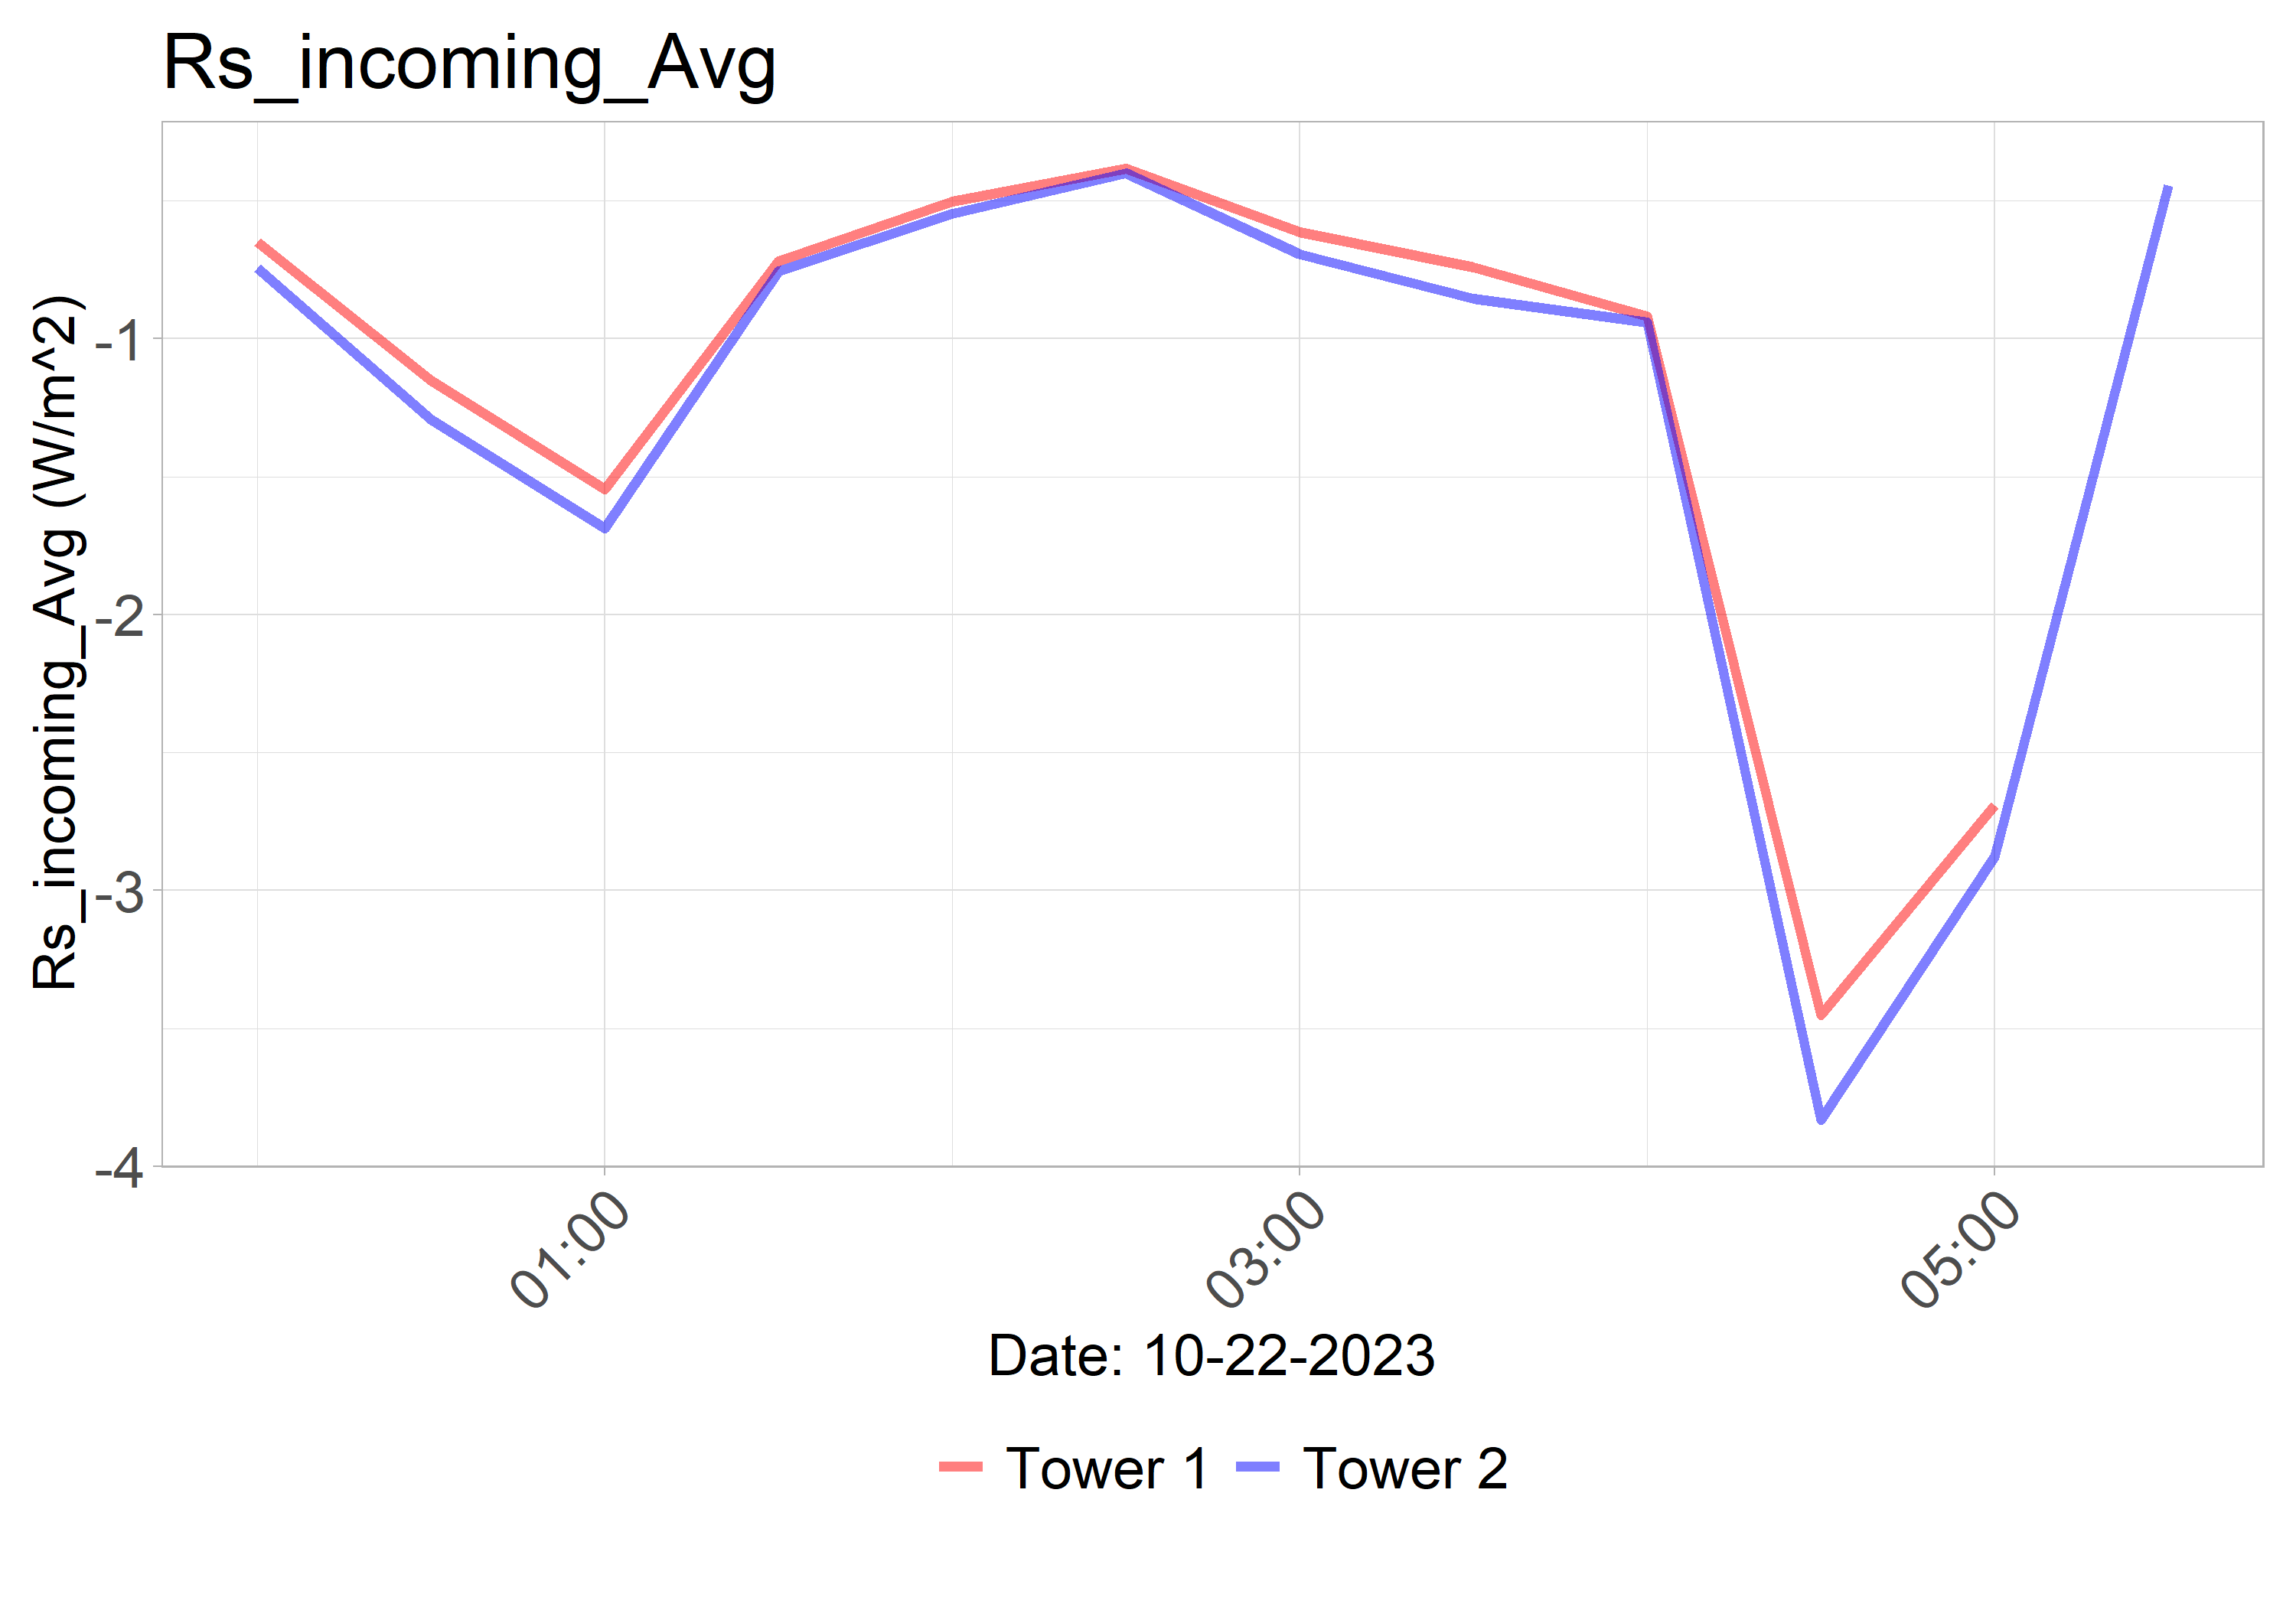 Rs_incoming_Avg
Rs_incoming_Avg (W/m^2)
-1
-2
-3
-4
01:00
03:00
05:00
Date: 10-22-2023
Tower 1
Tower 2